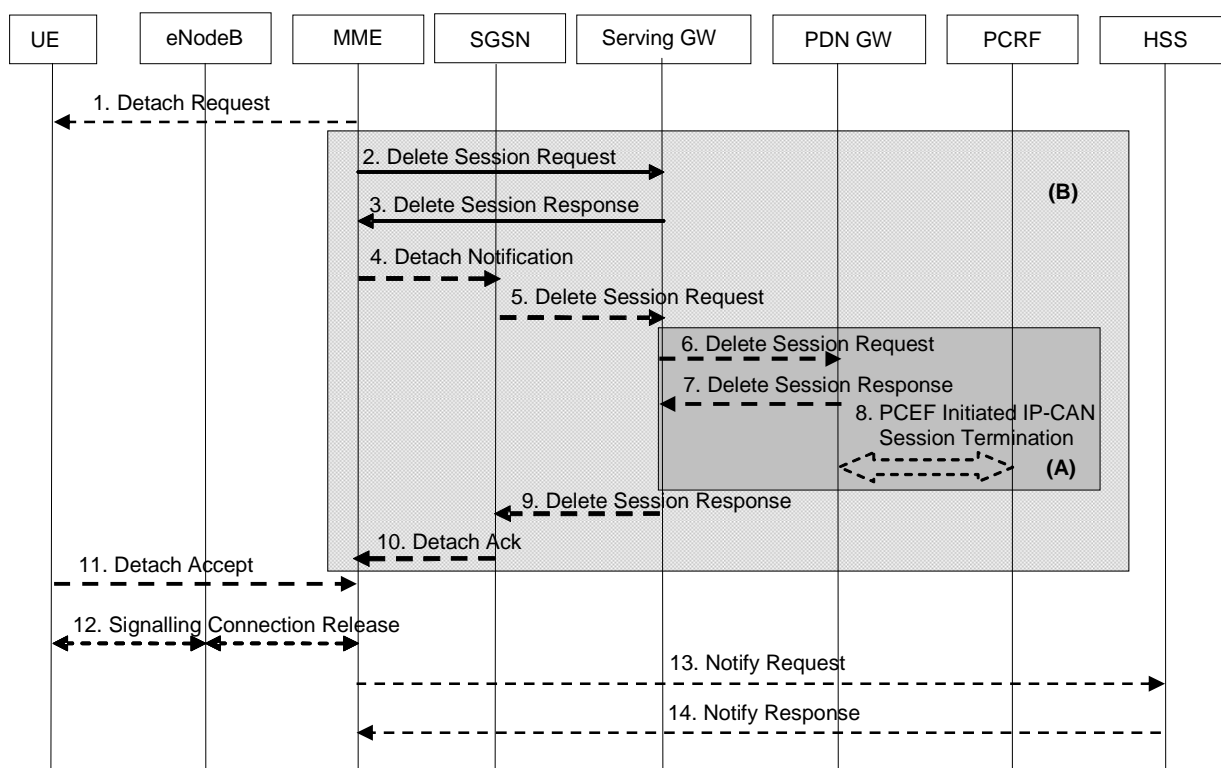 UE
eNodeB
MME
SGSN
Serving GW
PDN GW
PCRF
HSS
1. Detach Request
2. Delete Session Request
(B)
3. Delete Session Response
4. Detach Notification
5. Delete Session Request
6. Delete Session Request
7. Delete Session Response
8. PCEF Initiated IP-CAN
Session Termination
(A)
9. Delete Session Response
10. Detach Ack
11. Detach Accept
12. Signalling Connection Release
13. Notify Request
14. Notify Response